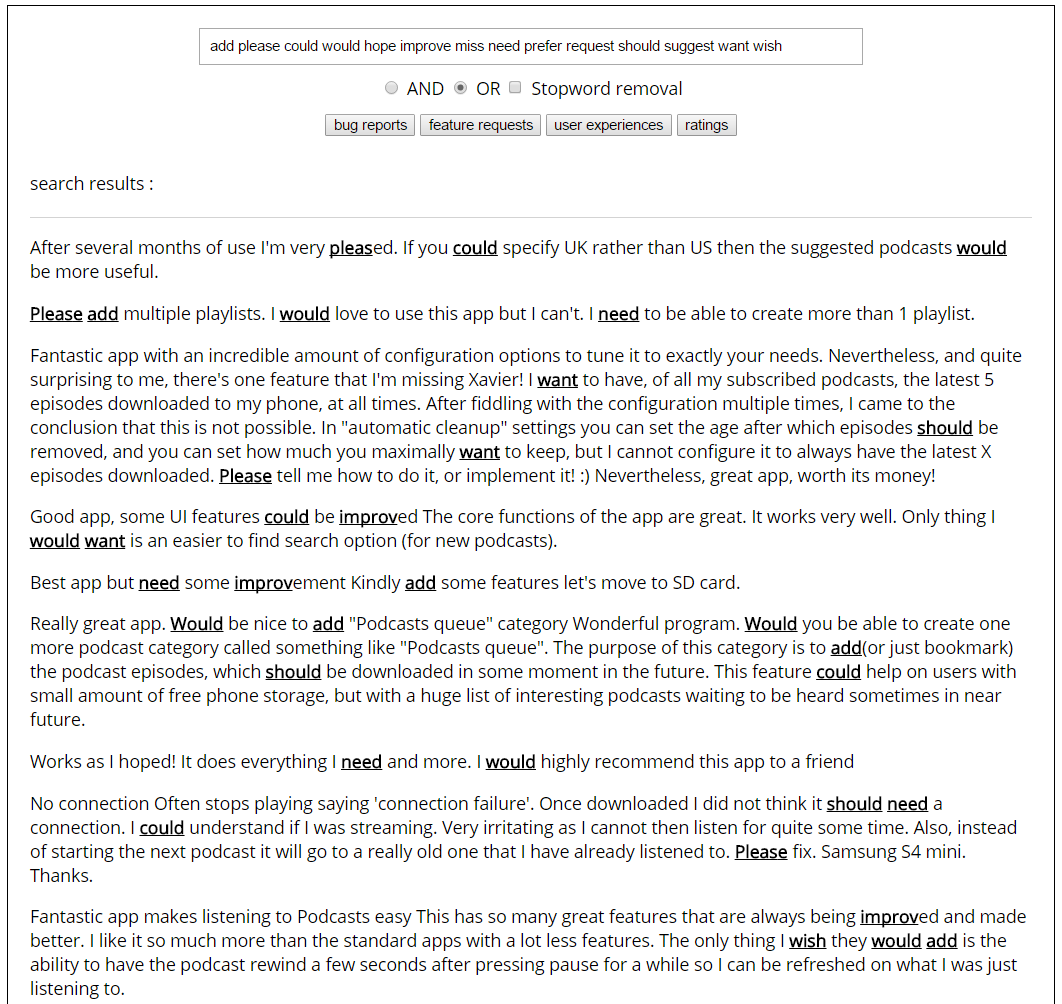 add please could would hope improve miss need prefer request should suggest want wish
AND OR Stopword removal
bug reports feature requests user experiences ratings
search results :
After several months of use I'm very pleased. If you could specify UK rather than US then the suggested podcasts would
be more useful.
Please add multiple playlists. I would love to use this app but I can't. I need to be able to create more than 1 playlist.
Fantastic app with an incredible amount of configuration options to tune it to exactly your needs. Nevertheless, and quite
surprising to me, there's one feature that I'm missing Xavier! I want to have, of all my subscribed podcasts, the latest 5
episodes downloaded to my phone, at all times. After fiddling with the configuration multiple times, I came to the
conclusion that this is not possible. In "automatic cleanup" settings you can set the age after which episodes should be
removed, and you can set how much you maximally want to keep, but I cannot configure it to always have the latest X
episodes downloaded. Please tell me how to do it, or implement it! :) Nevertheless, great app, worth its money!
Good app, some UI features could be improved The core functions of the app are great. It works very well. Only thing I
would want is an easier to find search option (for new podcasts).
Best app but need some improvement Kindly add some features let's move to SD card.
Really great app. Would be nice to add "Podcasts queue" category Wonderful program. Would you be able to create one
more podcast category called something like "Podcasts queue". The purpose of this category is to add(or just bookmark)
the podcast episodes, which should be downloaded in some moment in the future. This feature could help on users with
small amount of free phone storage, but with a huge list of interesting podcasts waiting to be heard sometimes in near
future.
Works as I hoped! It does everything I need and more. I would highly recommend this app to a friend
No connection Often stops playing saying 'connection failure'. Once downloaded I did not think it should need a
connection. I could understand if I was streaming. Very irritating as I cannot then listen for quite some time. Also, instead
of starting the next podcast it will go to a really old one that I have already listened to. Please fix. Samsung S4 mini.
Thanks.
Fantastic app makes listening to Podcasts easy This has so many great features that are always being improved and made
better. I like it so much more than the standard apps with a lot less features. The only thing I wish they would add is the
ability to have the podcast rewind a few seconds after pressing pause for a while so I can be refreshed on what I was just
listening to.